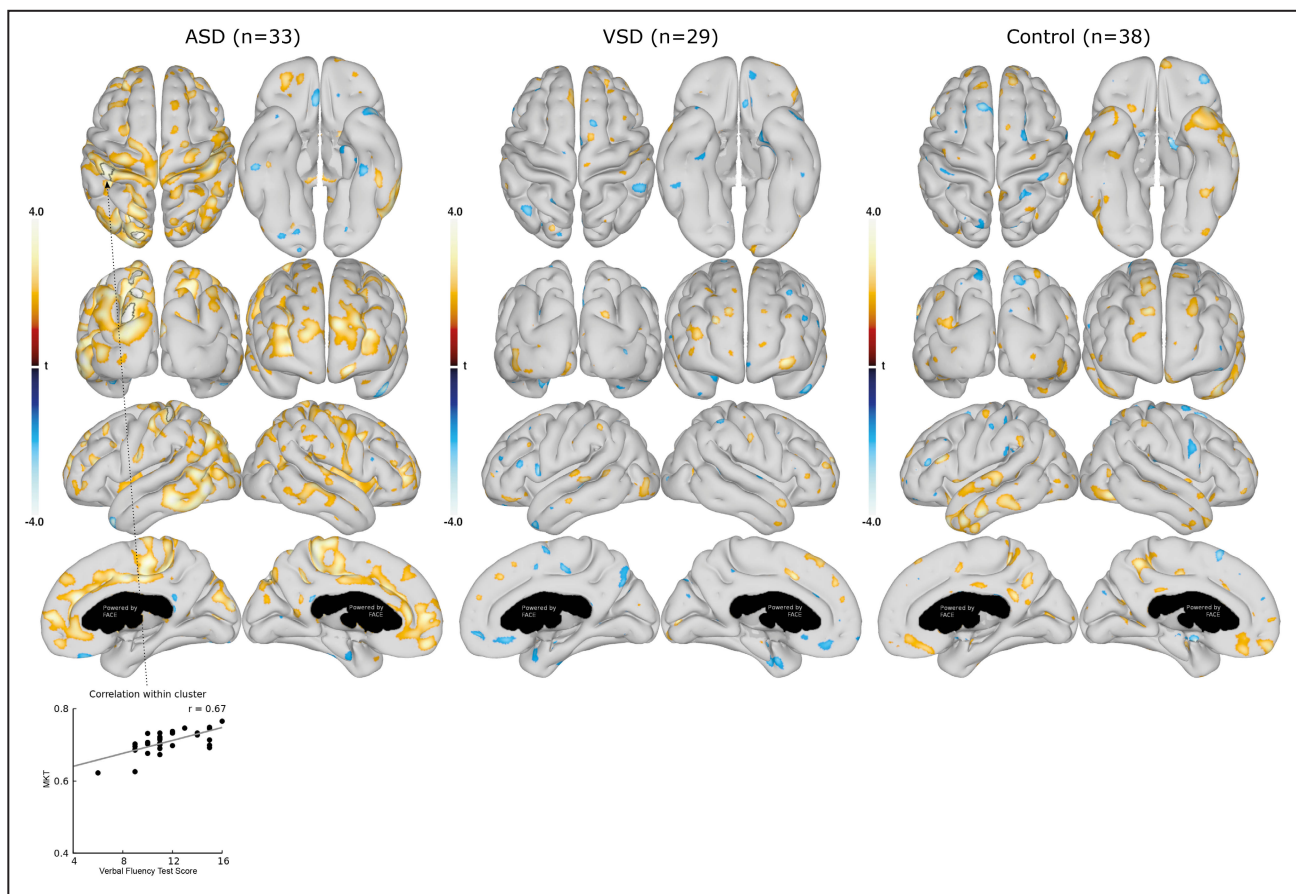 ASD (n=33)
VSD (n=29)
Control (n=38)
4.0
t
-4.0
4.0
t
-4.0
4.0
t
-4.0
Powered by
FACE
Powered by
FACE
Powered by
FACE
Powered by
FACE
Powered by
FACE
Powered by
FACE
Correlation within cluster
r = 0.67
0.8
0.6
0.4
MKT
4
8
12
16
Verbal Fluency Test Score